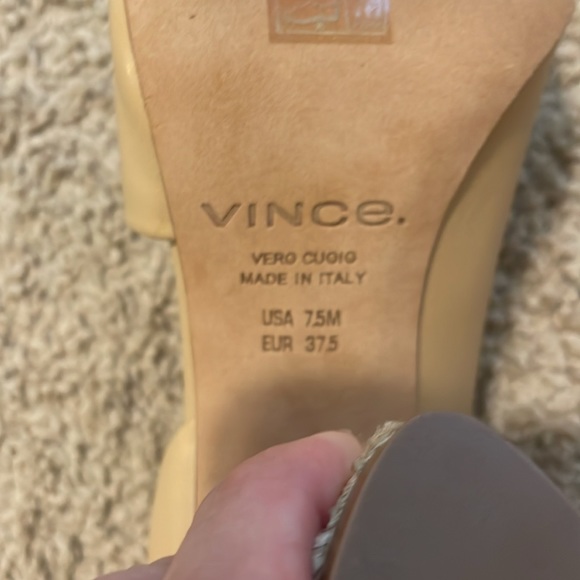 VINCe.
VERO CUOIO
MADE IN ITALY
USA 7.5M
EUR 37.5